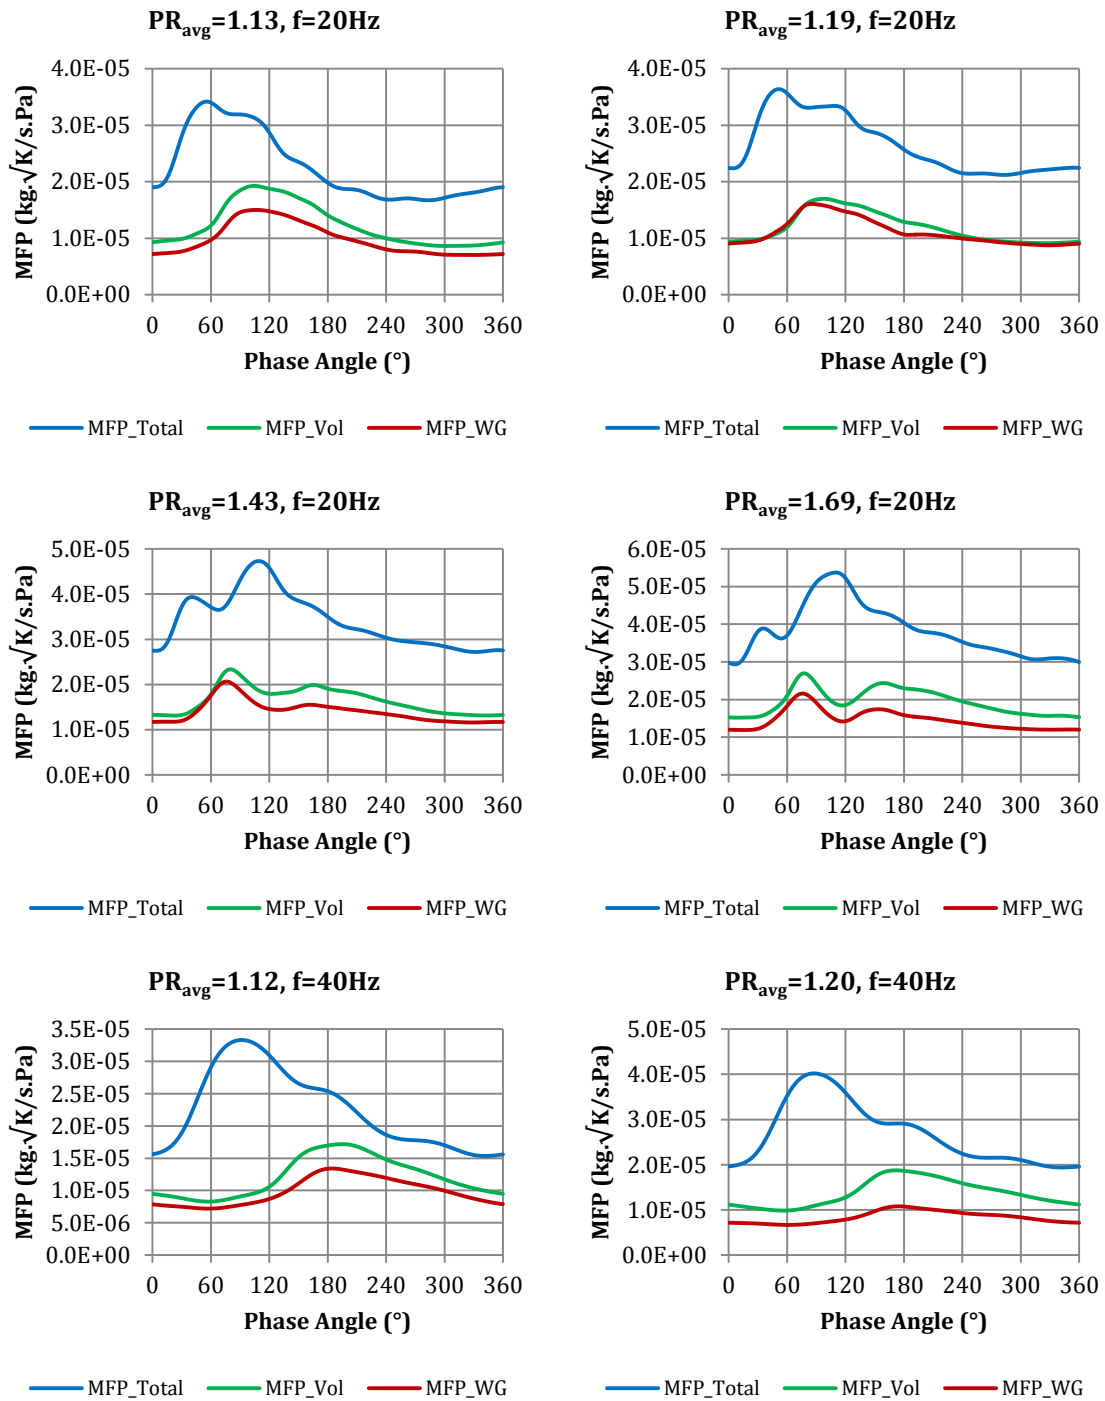 PRavg=1.13, f=20Hz
MFP (kg.√K/s.Pa)
4.0E-05
3.0E-05
2.0E-05
1.0E-05
0.0E+00
0 60 120 180 240 300 360
Phase Angle (°)
MFP_Total MFP_Vol MFP_WG
PRavg=1.19, f=20Hz
MFP (kg.√K/s.Pa)
4.0E-05
3.0E-05
2.0E-05
1.0E-05
0.0E+00
0 60 120 180 240 300 360
Phase Angle (°)
MFP_Total MFP_Vol MFP_WG
PRavg=1.43, f=20Hz
MFP (kg.√K/s.Pa)
5.0E-05
4.0E-05
3.0E-05
2.0E-05
1.0E-05
0.0E+00
0 60 120 180 240 300 360
Phase Angle (°)
MFP_Total MFP_Vol MFP_WG
PRavg=1.69, f=20Hz
MFP (kg.√K/s.Pa)
6.0E-05
5.0E-05
4.0E-05
3.0E-05
2.0E-05
1.0E-05
0.0E+00
0 60 120 180 240 300 360
Phase Angle (°)
MFP_Total MFP_Vol MFP_WG
PRavg=1.12, f=40Hz
MFP (kg.√K/s.Pa)
3.5E-05
3.0E-05
2.5E-05
2.0E-05
1.5E-05
1.0E-05
5.0E-06
0.0E+00
0 60 120 180 240 300 360
Phase Angle (°)
MFP_Total MFP_Vol MFP_WG
PRavg=1.20, f=40Hz
MFP (kg.√K/s.Pa)
5.0E-05
4.0E-05
3.0E-05
2.0E-05
1.0E-05
0.0E+00
0 60 120 180 240 300 360
Phase Angle (°)
MFP_Total MFP_Vol MFP_WG